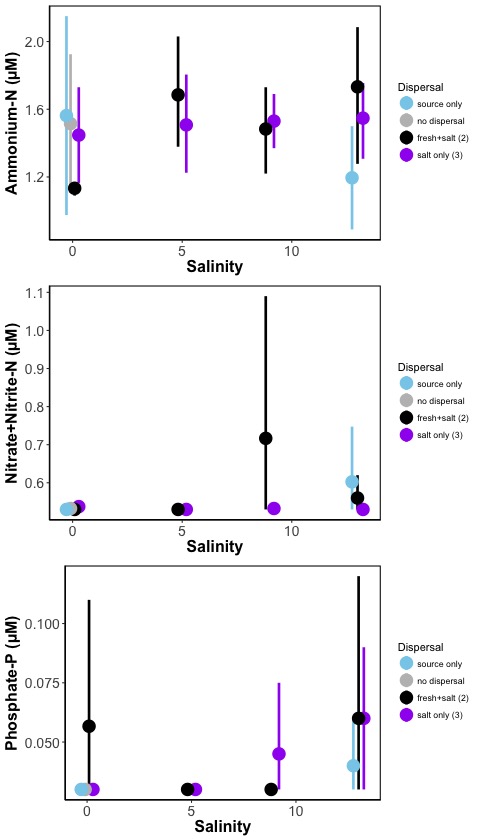 Ammonium-N (µM)
2.0
1.6
1.2
0 5 10
Salinity
Dispersal
source only
no dispersal
fresh+salt (2)
salt only (3)
Nitrate+Nitrite-N (µM)
1.1
1.0
0.9
0.8
0.7
0.6
0 5 10
Salinity
Dispersal
source only
no dispersal
fresh+salt (2)
salt only (3)
Phosphate-P (µM)
0.100
0.075
0.050
0 5 10
Salinity
Dispersal
source only
no dispersal
fresh+salt (2)
salt only (3)